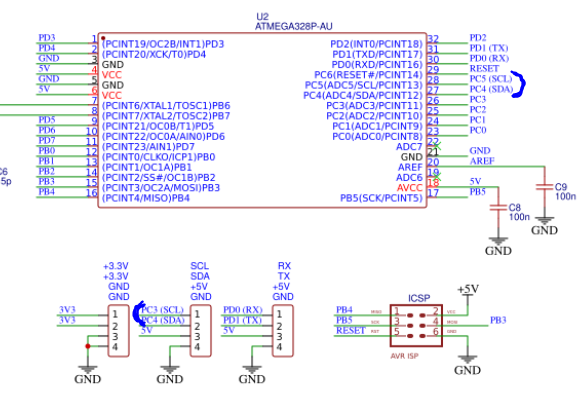 U2
ATMEGA328P-AU
PD3 1 (PCINT19/OC2B/INT1)PD3 PD2(INT0/PCINT18) 32 PD2
PD4 2 (PCINT20/XCK/T0)PD4 PD1(TXD/PCINT17) 31 PD1 (TX)
GND 3 GND PD0(RXD/PCINT16) 30 PD0 (RX)
5V 4 VCC PC6(RESET#/PCINT14) 29 RESET
GND 5 GND PC5(ADC5/SCL/PCINT13) 28 PC5 (SCL)
5V 6 VCC PC4(ADC4/SDA/PCINT12) 27 PC4 (SDA)
7 (PCINT6/XTAL1/TOSC1)PB6 PC3(ADC3/PCINT11) 26 PC3
8 (PCINT7/XTAL2/TOSC2)PB7 PC2(ADC2/PCINT10) 25 PC2
PD5 9 (PCINT21/OC0B/T1)PD5 PC1(ADC1/PCINT9) 24 PC1
PD6 10 (PCINT22/OC0A/AIN0)PD6 PC0(ADC0/PCINT8) 23 PC0
PD7 11 (PCINT23/AIN1)PD7 ADC7 22
PB0 12 (PCINT0/CLKO/ICP1)PB0 GND 21 GND
PB1 13 (PCINT1/OC1A)PB1 AREF 20 AREF
PB2 14 (PCINT2/SS#/OC1B)PB2 ADC6 19
PB3 15 (PCINT3/OC2A/MOSI)PB3 AVCC 18 5V
PB4 16 (PCINT4/MISO)PB4 PB5(SCK/PCINT5) 17 PB5
C6
5p
C8
100n
GND
C9
100n
GND
+3.3V SCL RX
+3.3V SDA TX
GND +5V +5V
GND GND GND
3V3 1 PC3 (SCL) 1 PD0 (RX) 1
3V3 2 PC4 (SDA) 2 PD1 (TX) 2
3 5V 3 5V 3
4 4 4
GND GND GND
ICSP
+5V
PB4 MISO 1 2 VCC
PB5 SCK 3 4 MOSI PB3
RESET RST 5 6 GND
AVR ISP
GND